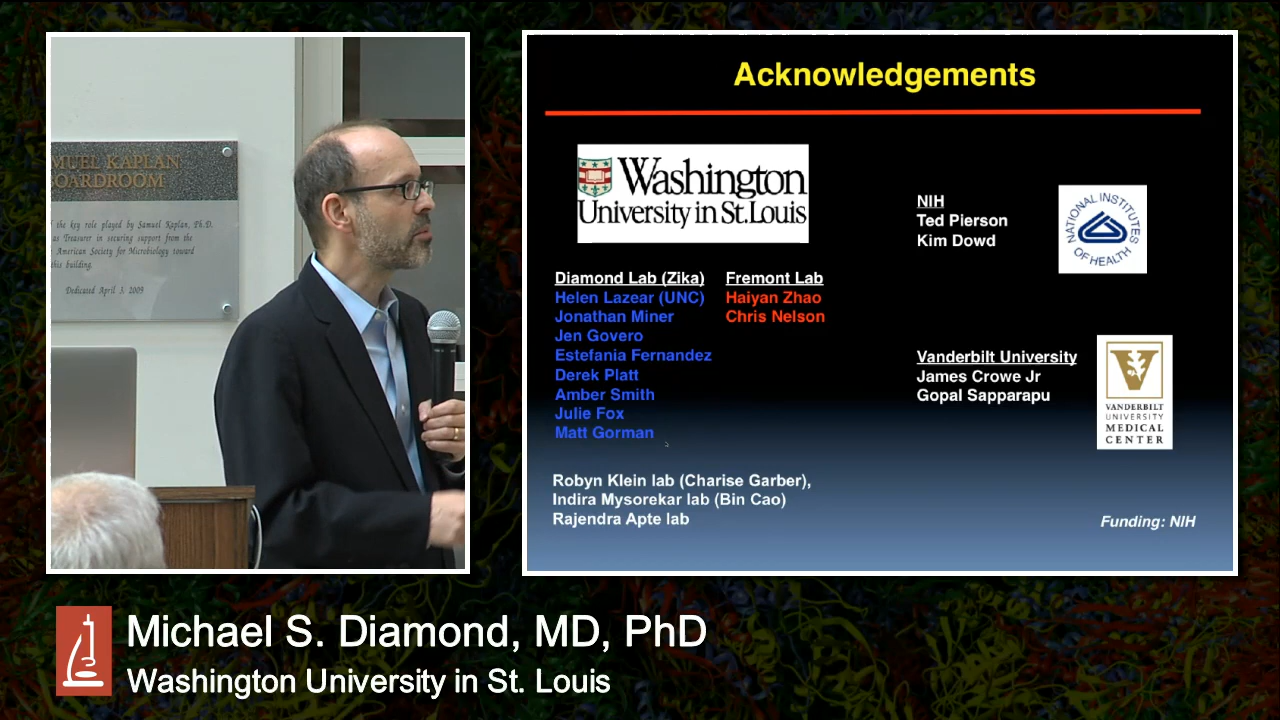 MUEL KAPLAN
BOARDROOM
the key role played by Samuel Kaplan, Ph.D.
as Treasurer in securing support from the
American Society for Microbiology toward
this building.
Dedicated April 3, 2009
Acknowledgements
Washington
University in St. Louis
Diamond Lab (Zika)
Helen Lazear (UNC)
Jonathan Miner
Jen Govero
Estefania Fernandez
Derek Platt
Amber Smith
Julie Fox
Matt Gorman
Fremont Lab
Haiyan Zhao
Chris Nelson
Robyn Klein lab (Charise Garber),
Indira Mysorekar lab (Bin Cao)
Rajendra Apte lab
NIH
Ted Pierson
Kim Dowd
NATIONAL INSTITUTES
OF HEALTH
Vanderbilt University
James Crowe Jr
Gopal Sapparapu
V
VANDERBILT
UNIVERSITY
MEDICAL
CENTER
Funding: NIH
Michael S. Diamond, MD, PhD
Washington University in St. Louis